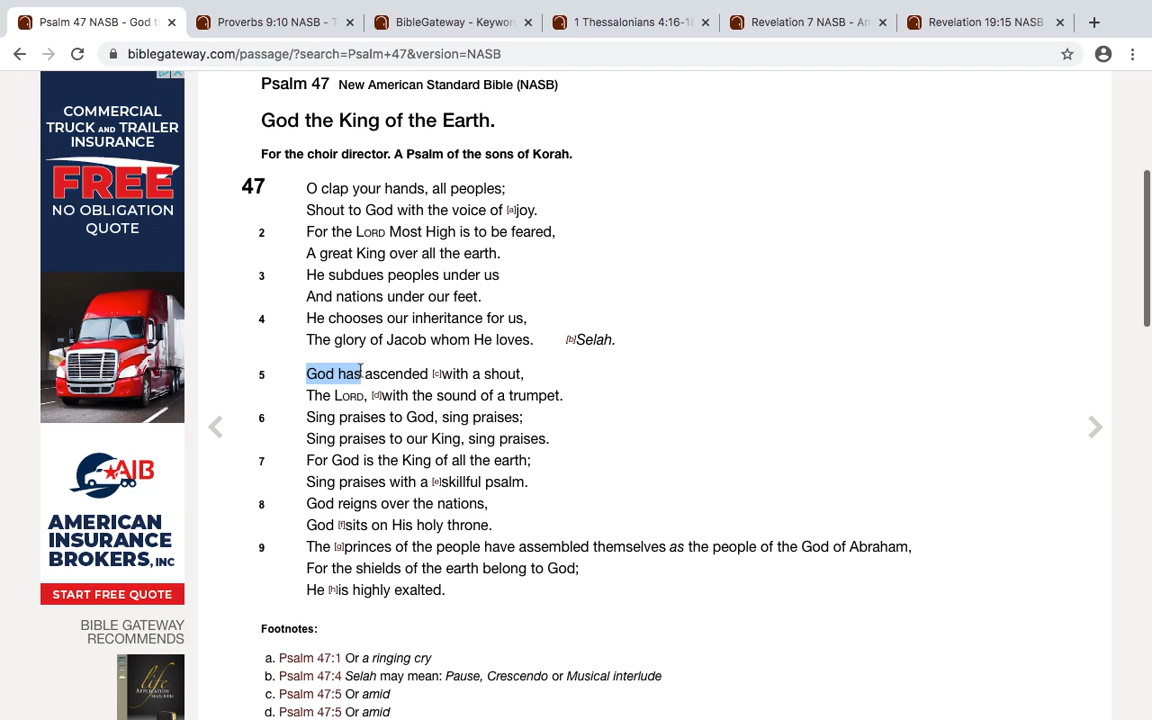 Psalm 47 NASB - God t
Proverbs 9:10 NASB - T
BibleGateway - Keywor
1 Thessalonians 4:16-18
Revelation 7 NASB - A
Revelation 19:15 NASB
biblegateway.com/passage/?search=Psalm+47&version=NASB
COMMERCIAL
TRUCK AND TRAILER
INSURANCE
FREE
NO OBLIGATION
QUOTE
AIB
AMERICAN
INSURANCE
BROKERS, INC
START FREE QUOTE
BIBLE GATEWAY
RECOMMENDS
life
Psalm 47 New American Standard Bible (NASB)
God the King of the Earth.
For the choir director. A Psalm of the sons of Korah.
47 O clap your hands, all peoples;
Shout to God with the voice of [a]joy.
2 For the LORD Most High is to be feared,
A great King over all the earth.
3 He subdues peoples under us
And nations under our feet.
4 He chooses our inheritance for us,
The glory of Jacob whom He loves. [b]Selah.
5 God has ascended [c]with a shout,
The LORD, [d]with the sound of a trumpet.
6 Sing praises to God, sing praises;
Sing praises to our King, sing praises.
7 For God is the King of all the earth;
Sing praises with a [e]skillful psalm.
8 God reigns over the nations,
God [f]sits on His holy throne.
9 The [g]princes of the people have assembled themselves as the people of the God of Abraham,
For the shields of the earth belong to God;
He [h]is highly exalted.
Footnotes:
a. Psalm 47:1 Or a ringing cry
b. Psalm 47:4 Selah may mean: Pause, Crescendo or Musical interlude
c. Psalm 47:5 Or amid
d. Psalm 47:5 Or amid